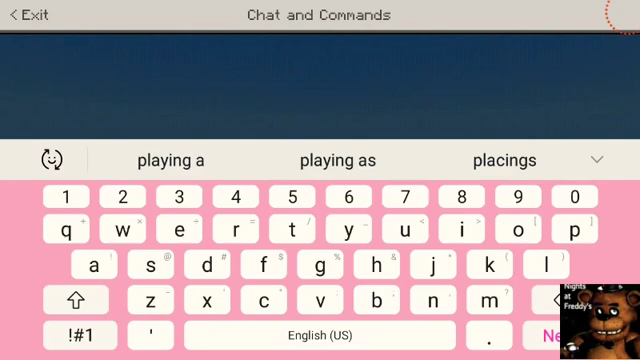 < Exit
Chat and Commands
playing a
playing as
placings
1 2 3 4 5 6 7 8 9 0
q w e r t y u i o p
a s d f g h j k l
z x c v b n m
Nights
at
Freddy's
!#1 ' English (US) . Ne